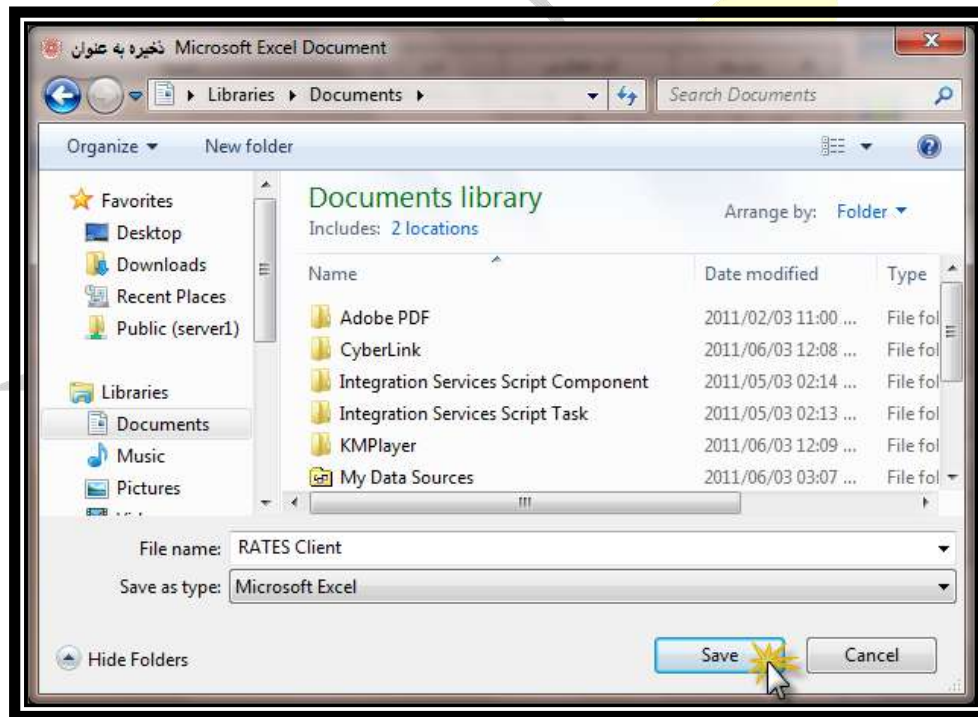 ذخیره به عنوان Microsoft Excel Document
Libraries Documents Search Documents
Organize New folder
Favorites
Desktop
Downloads
Recent Places
Public (server1)
Libraries
Documents
Music
Pictures
Documents library
Includes: 2 locations
Arrange by: Folder
Name Date modified Type
Adobe PDF 2011/02/03 11:00 ... File fol
CyberLink 2011/06/03 12:08 ... File fol
Integration Services Script Component 2011/05/03 02:14 ... File fol
Integration Services Script Task 2011/05/03 02:13 ... File fol
KMPlayer 2011/06/03 12:09 ... File fol
My Data Sources 2011/06/03 03:07 ... File fol
File name: RATES Client
Save as type: Microsoft Excel
Hide Folders Save Cancel